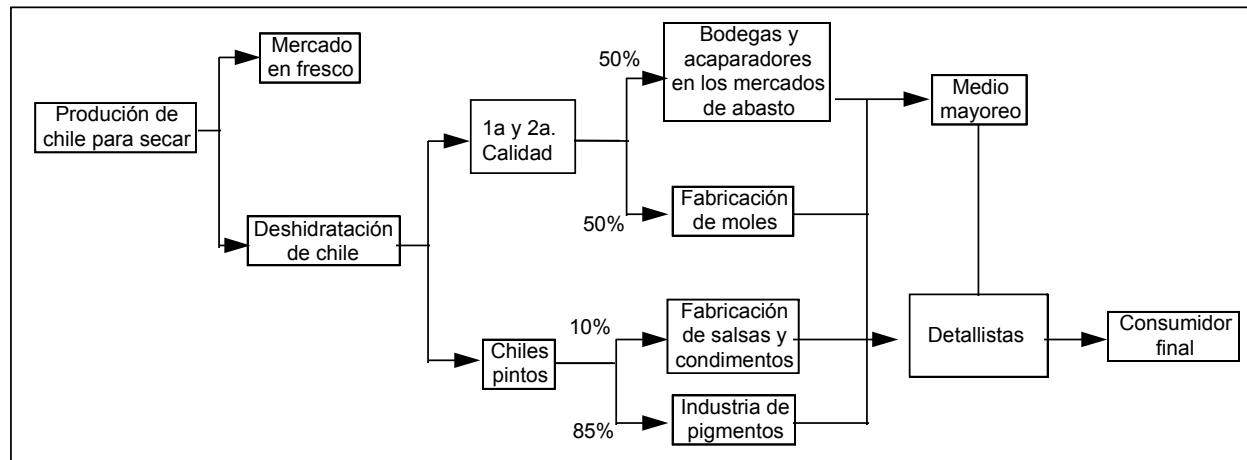 Produción de
chile para secar
Mercado
en fresco
Deshidratación
de chile
1a y 2a.
Calidad
Chiles
pintos
50%
Bodegas y
acaparadores
en los mercados
de abasto
50%
Fabricación
de moles
10%
Fabricación
de salsas y
condimentos
85%
Industria de
pigmentos
Medio
mayoreo
Detallistas
Consumidor
final